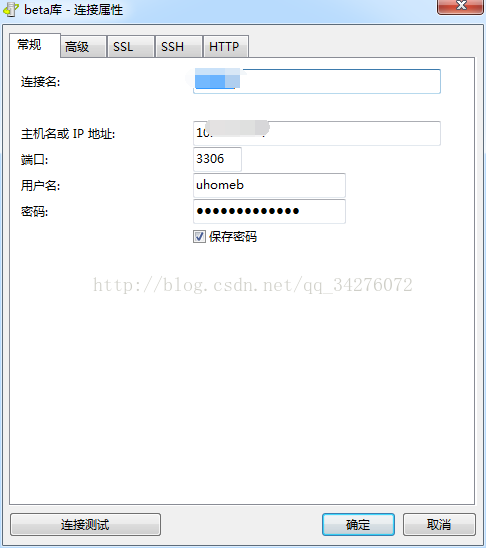 beta库 - 连接属性
常规 高级 SSL SSH HTTP
连接名:
主机名或 IP 地址: 10.
端口: 3306
用户名: uhomeb
密码: ●●●●●●●●●●●●●
保存密码
http://blog.csdn.net/qq_34276072
连接测试 确定 取消